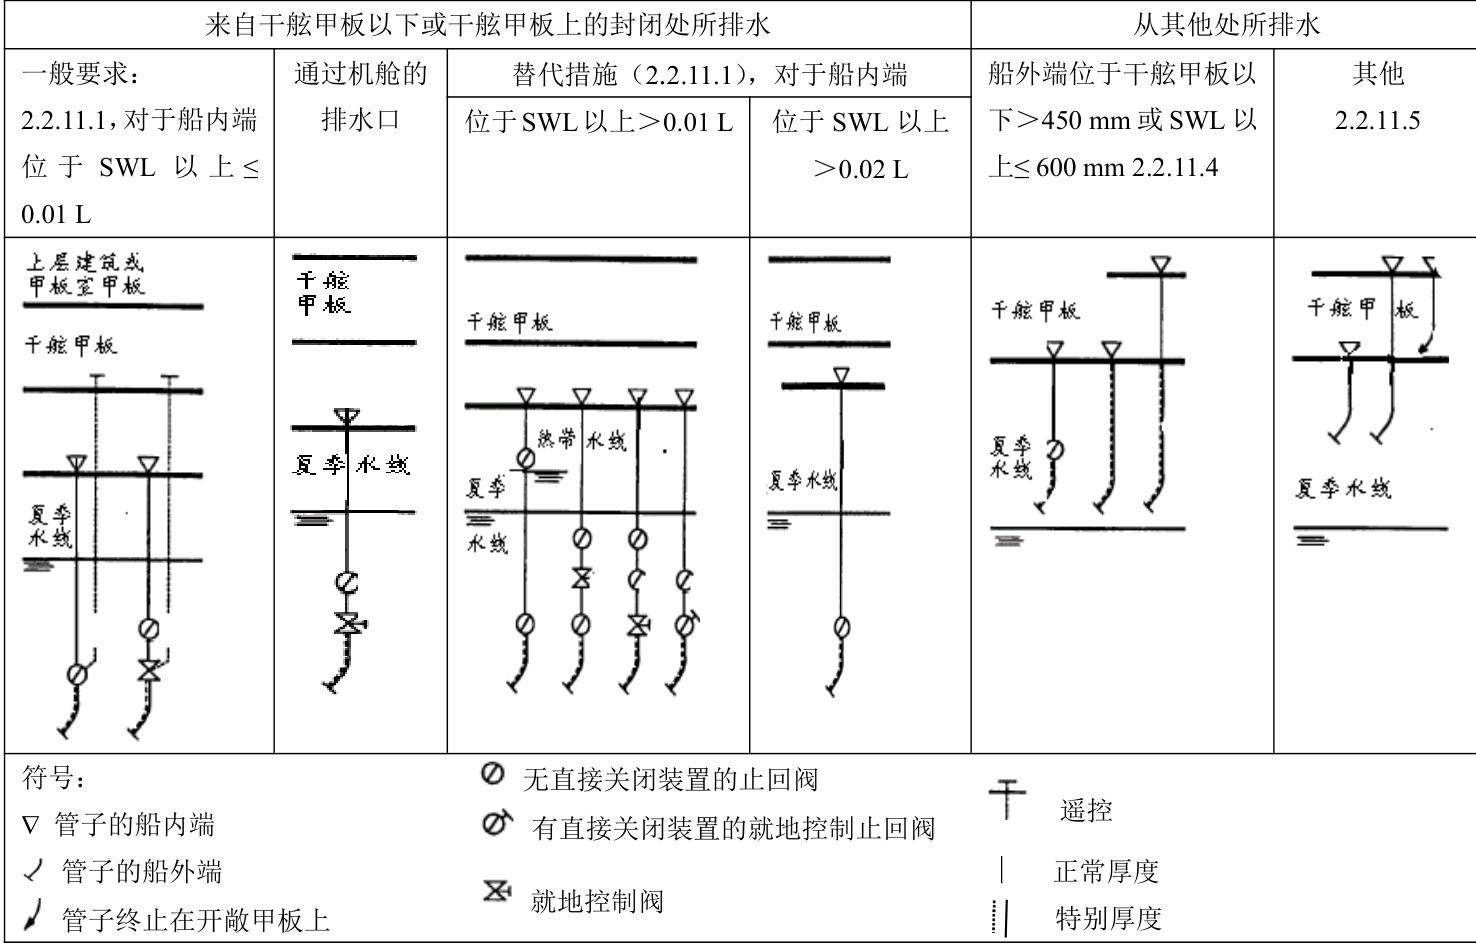 来自干舷甲板以下或干舷甲板上的封闭处所排水
从其他处所排水
一般要求：
2.2.11.1，对于船内端
位于 SWL 以上≤
0.01 L
通过机舱的
排水口
替代措施（2.2.11.1），对于船内端
位于SWL以上＞0.01 L
位于 SWL 以上
＞0.02 L
船外端位于干舷甲板以
下＞450 mm或SWL以
上≤ 600 mm 2.2.11.4
其他
2.2.11.5
上层建筑或
甲板室甲板
干舷甲板
夏季
水线
干舷
甲板
夏季水线
干舷甲板
热带水线
夏季
水线
干舷甲板
夏季水线
干舷甲板
夏季
水线
干舷甲板
夏季水线
符号：
管子的船内端
管子的船外端
管子终止在开敞甲板上
无直接关闭装置的止回阀
有直接关闭装置的就地控制止回阀
就地控制阀
遥控
正常厚度
特别厚度